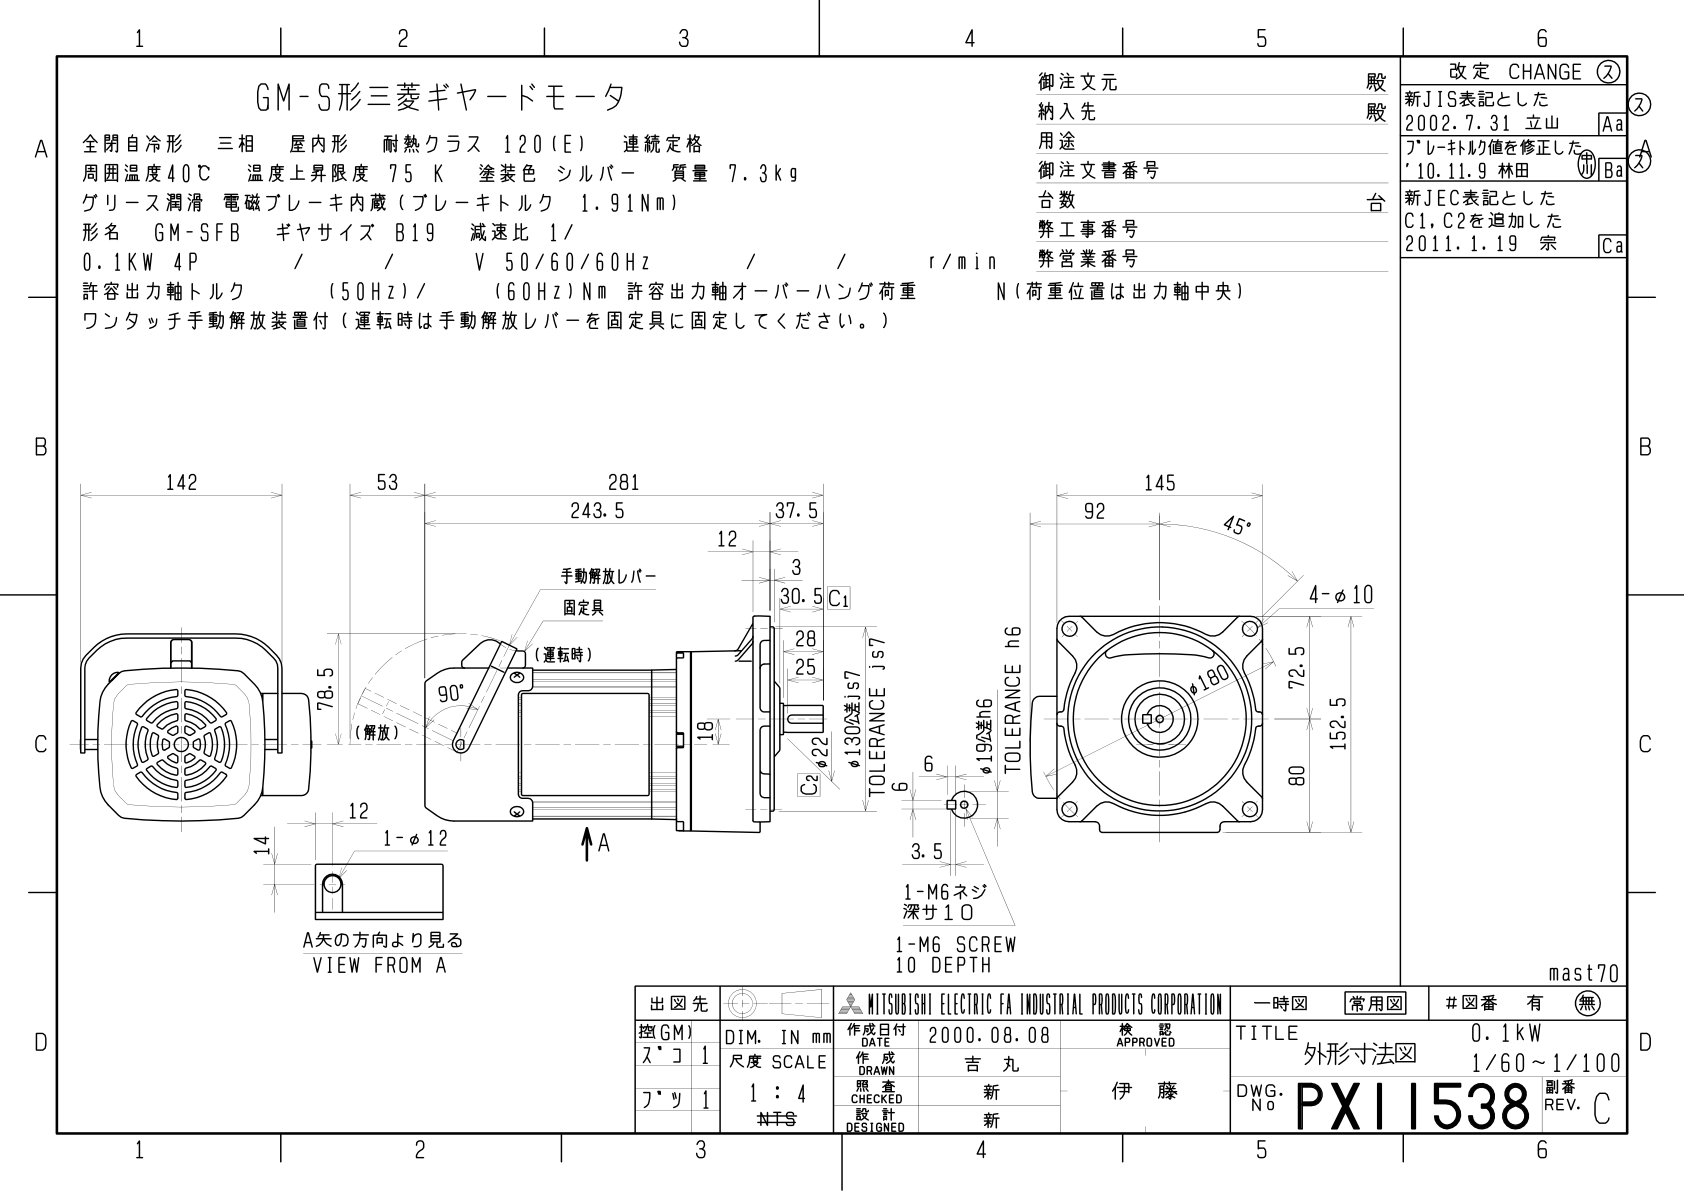 1 2 3 4 5 6
GM-S形三菱ギヤードモータ
全閉自冷形 三相 屋内形 耐熱クラス 120(E) 連続定格
周囲温度40℃ 温度上昇限度 75 K 塗装色 シルバー 質量 7.3kg
グリース潤滑 電磁ブレーキ内蔵(ブレーキトルク 1.91Nm)
形名 GM-SFB ギヤサイズ B19 減速比 1/
0.1KW 4P / / V 50/60/60Hz / / r/min
許容出力軸トルク (50Hz)/ (60Hz)Nm 許容出力軸オーバーハング荷重 N(荷重位置は出力軸中央)
ワンタッチ手動解放装置付(運転時は手動解放レバーを固定具に固定してください。)
御注文元 殿
納入先 殿
用途
御注文書番号
台数 台
弊工事番号
弊営業番号
改定 CHANGE ス
新JIS表記とした ス
2002.7.31 立山 Aa
ブレーキトルク値を修正した
'10.11.9 林田 中川 Ba ス
新JEC表記とした
C1,C2を追加した
2011.1.19 宗 Ca
A A
B B
C C
D D
142
53
281
243.5
37.5
12
3
30.5 C1
28
25
手動解放レバー
固定具
(運転時)
78.5
90°
(解放)
18
φ22
C2
φ130公差js7
TOLERANCE js7
A
145
92
45°
4-φ10
φ180
72.5
152.5
80
6
6
3.5
φ19公差h6
TOLERANCE h6
1-M6ネジ
深サ10
1-M6 SCREW
10 DEPTH
12
14
1-φ12
A矢の方向より見る
VIEW FROM A
mast70
出図先
MITSUBISHI ELECTRIC FA INDUSTRIAL PRODUCTS CORPORATION
一時図 常用図 #図番 有 無
控(GM)
スﾞコ 1
フﾞツ 1
DIM. IN mm
尺度 SCALE
1 : 4
NTS
作成日付 DATE 2000.08.08
作成 DRAWN 吉丸
照査 CHECKED 新
設計 DESIGNED 新
検認 APPROVED
伊藤
TITLE 0.1kW
外形寸法図
1/60~1/100
DWG. No PX11538
副番 REV. C
1 2 3 4 5 6